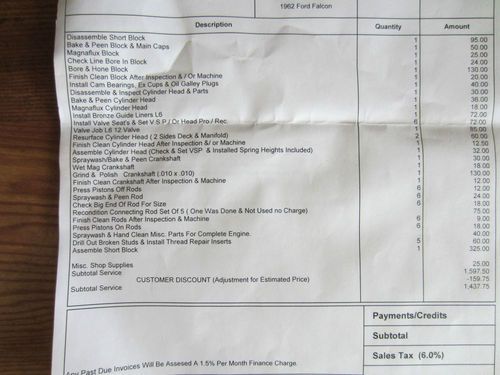 1962 Ford Falcon
Description Quantity Amount
Disassemble Short Block 1 95.00
Bake & Peen Block & Main Caps 1 50.00
Magnaflux Block 1 25.00
Check Line Bore In Block 1 24.00
Bore & Hone Block 1 130.00
Finish Clean Block After Inspection & / Or Machine 1 20.00
Install Cam Bearings, Ex Cups & Oil Galley Plugs 1 40.00
Disassemble & Inspect Cylinder Head & Parts 1 30.00
Bake & Peen Cylinder Head 1 36.00
Magnaflux Cylinder Head 1 18.00
Install Bronze Guide Liners L6 1 72.00
Install Valve Seat's & Set V S P / Or Head Pro / Rec. 1 72.00
Valve Job L6 12 Valve 1 85.00
Resurface Cylinder Head ( 2 Sides Deck & Manifold) 2 60.00
Finish Clean Cylinder Head After Inspection &/ or Machine 1 12.50
Assemble Cylinder Head (Check & Set VSP & Installed Spring Heights Included) 1 32.00
Spraywash/Bake & Peen Crankshaft 1 30.00
Wet Mag Crankshaft 1 18.00
Grind & Polish Crankshaft (.010 x .010) 1 130.00
Finish Clean Crankshaft After Inspection & Machine 1 12.00
Press Pistons Off Rods 6 12.00
Spraywash & Peen Rod 6 24.00
Check Big End Of Rod For Size 6 18.00
Recondition Connecting Rod Set Of 5 ( One Was Done & Not Used no Charge) 75.00
Finish Clean Rods After Inspection & Machine 6 9.00
Press Pistons On Rods 6 18.00
Spraywash & Hand Clean Misc. Parts For Complete Engine. 40.00
Drill Out Broken Studs & Install Thread Repair Inserts 5 60.00
Assemble Short Block 1 325.00
Misc. Shop Supplies 25.00
Subtotal Service 1,597.50
CUSTOMER DISCOUNT (Adjustment for Estimated Price) -159.75
Subtotal Service 1,437.75
Payments/Credits
Subtotal
Sales Tax (6.0%)
Any Past Due Invoices Will Be Assesed A 1.5% Per Month Finance Charge.